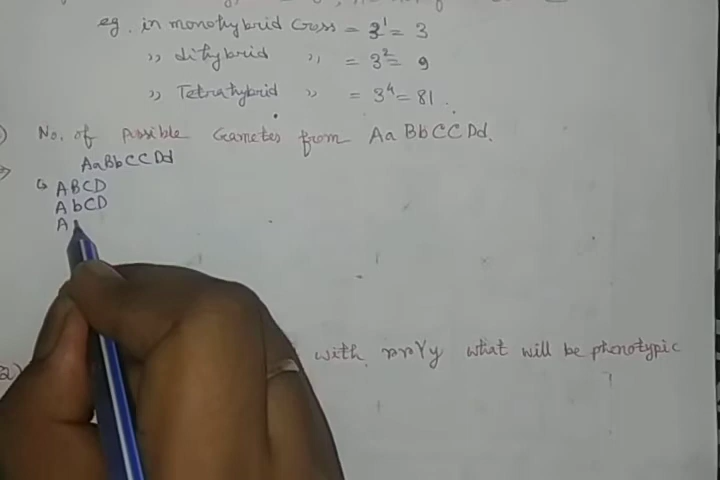 eg. in monohybrid Cross = 3¹ = 3
,, dihybrid ,, = 3² = 9
,, Tetrahybrid ,, = 3⁴ = 81.
No. of Possible Gametes from AaBbCCDd.
AaBbCCDd
ABCD
AbCD
A
with rrYy what will be phenotypic